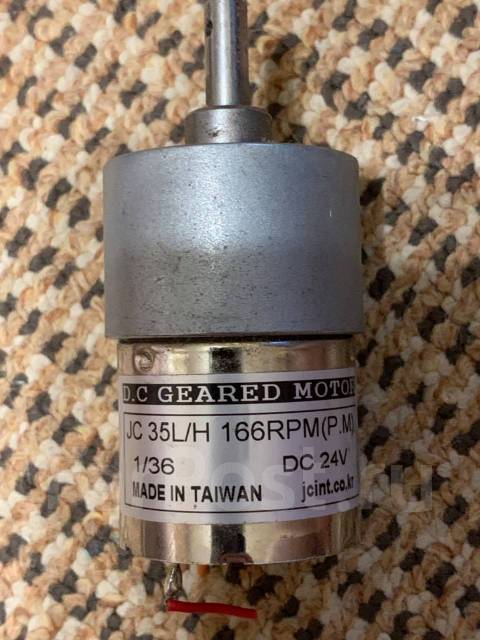 D.C GEARED MOTOR
JC 35L/H 166RPM(P.M)
1/36 DC 24V
MADE IN TAIWAN jcint.co.kr